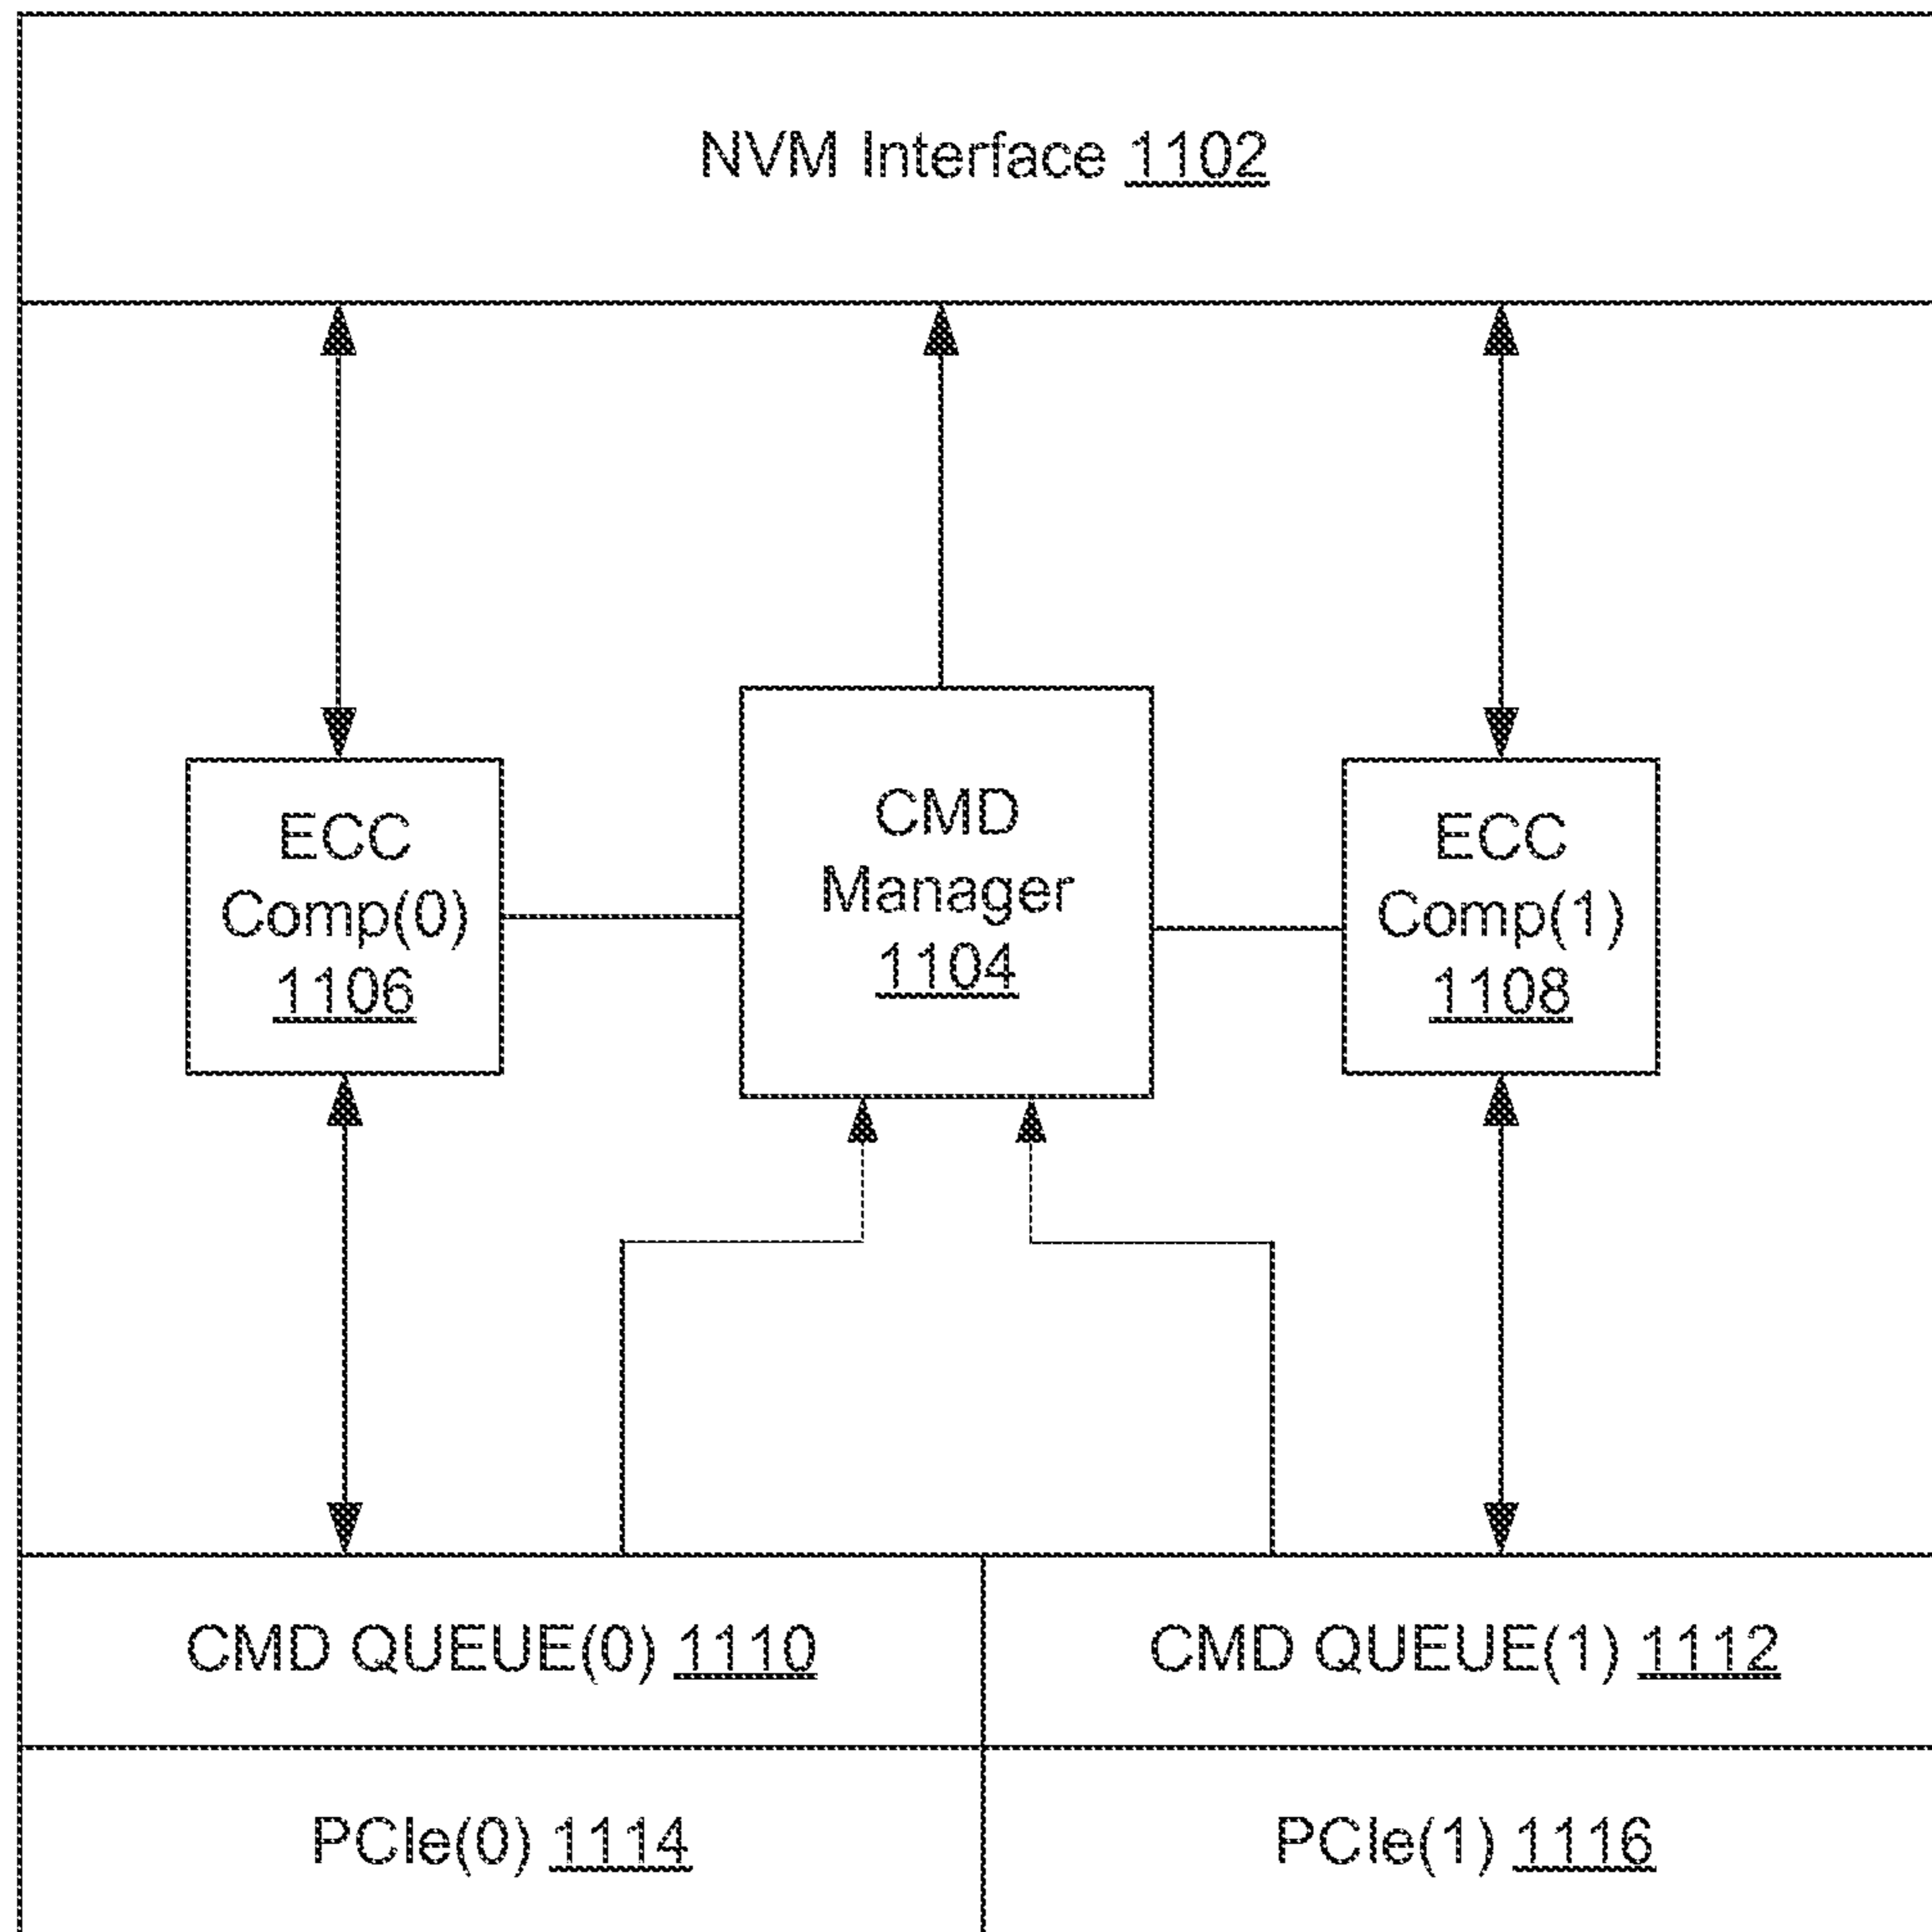 NVM Interface 1102
CMD
Manager
1104
ECC
Comp(0)
1106
ECC
Comp(1)
1108
CMD QUEUE(0) 1110
CMD QUEUE(1) 1112
PCIe(0) 1114
PCIe(1) 1116